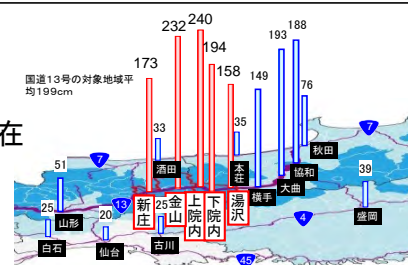 240
232
194
193
188
173
158
149
76
国道13号の対象地域平
均199cm
33
35
在
51
39
25
20
25
7
7
13
4
45
酒田
本荘
秋田
協和
大曲
横手
湯沢
下院内
上院内
金山
新庄
山形
白石
仙台
古川
盛岡